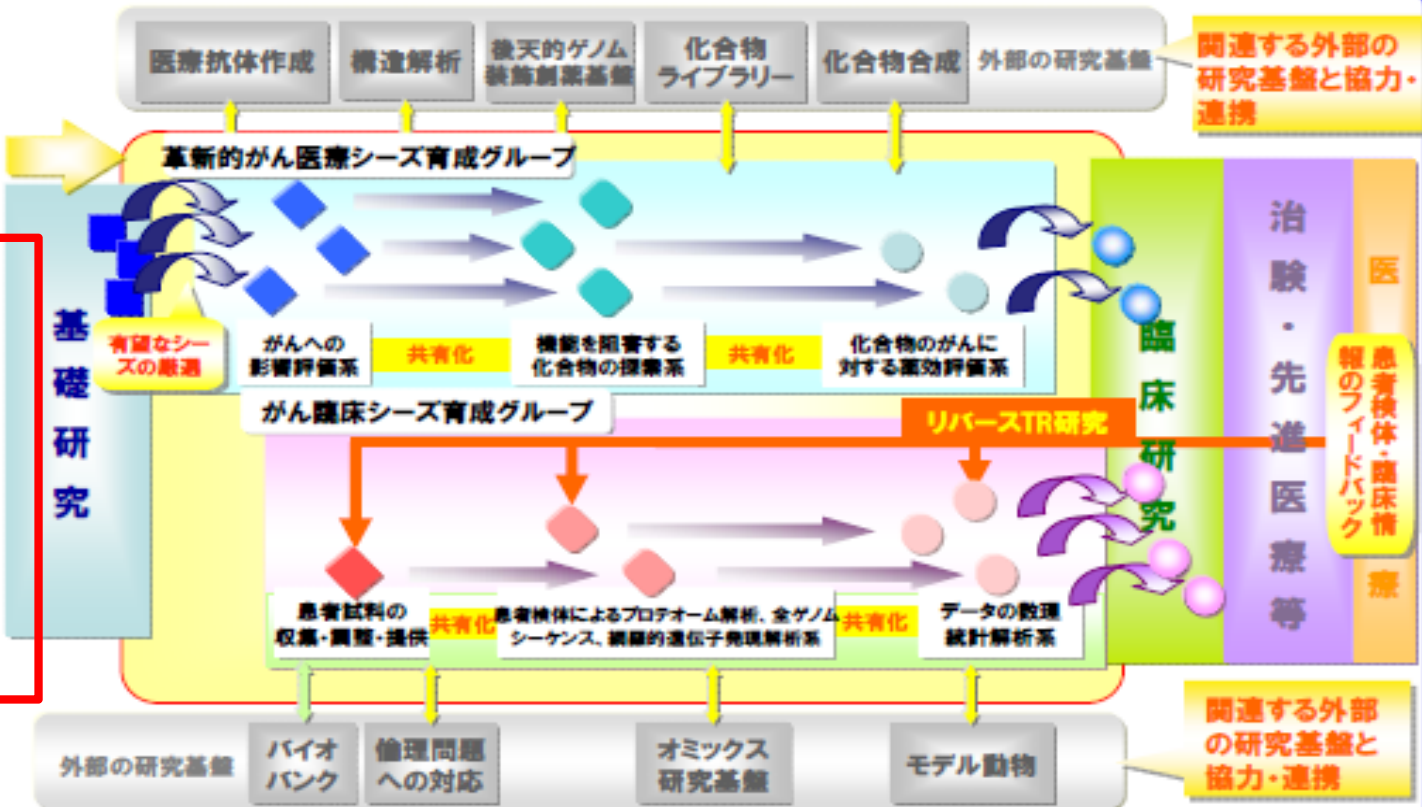 医療抗体作成
構造解析
後天的ゲノム
装飾創薬基盤
化合物
ライブラリー
化合物合成
外部の研究基盤
関連する外部の
研究基盤と協力・
連携
革新的がん医療シーズ育成グループ
基礎研究
有望なシー
ズの厳選
がんへの
影響評価系
共有化
機能を阻害する
化合物の探索系
共有化
化合物のがんに
対する薬効評価系
臨床研究
治験・先進医療等
医療
患者検体・臨床情
報のフィードバック
がん臨床シーズ育成グループ
リバースTR研究
患者試料の
収集・調整・提供
共有化
患者検体によるプロテオーム解析、全ゲノム
シーケンス、網羅的遺伝子発現解析系
共有化
データの数理
統計解析系
外部の研究基盤
バイオ
バンク
倫理問題
への対応
オミックス
研究基盤
モデル動物
関連する外部
の研究基盤と
協力・連携